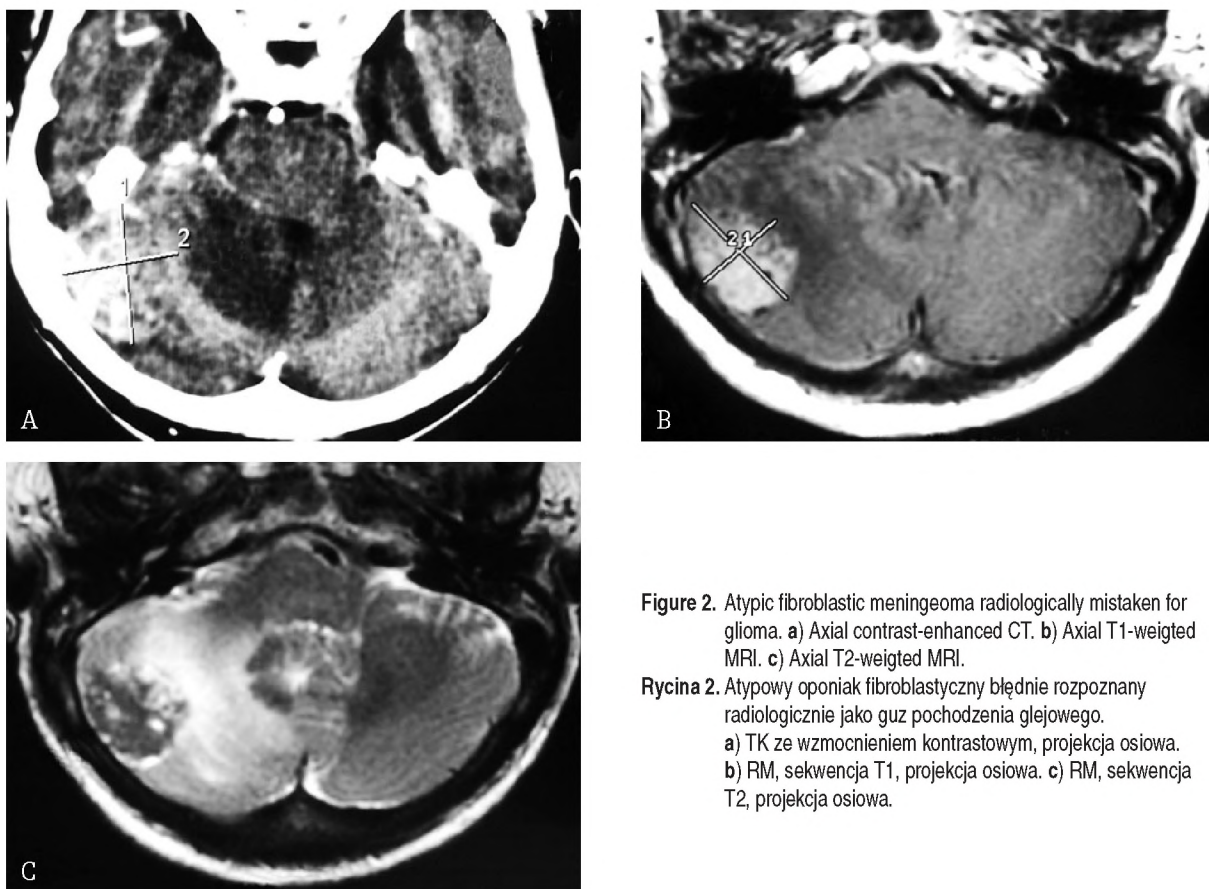 1
2
A
21
B
C
Figure 2. Atypic fibroblastic meningeoma radiologically mistaken for
glioma. a) Axial contrast-enhanced CT. b) Axial T1-weigted
MRI. c) Axial T2-weigted MRI.
Rycina 2. Atypowy oponiak fibroblastyczny błędnie rozpoznany
radiologicznie jako guz pochodzenia glejowego.
a) TK ze wzmocnieniem kontrastowym, projekcja osiowa.
b) RM, sekwencja T1, projekcja osiowa. c) RM, sekwencja
T2, projekcja osiowa.